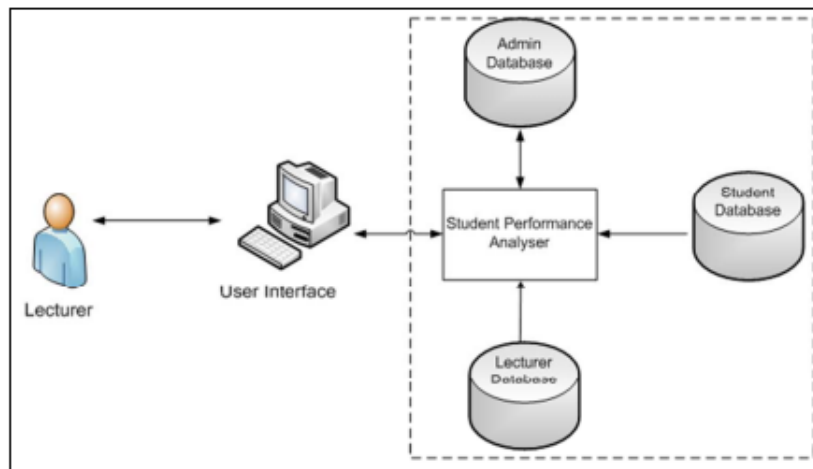 Admin
Database
Student
Database
Student Performance
Analyser
User Interface
Lecturer
Lecturer
Database